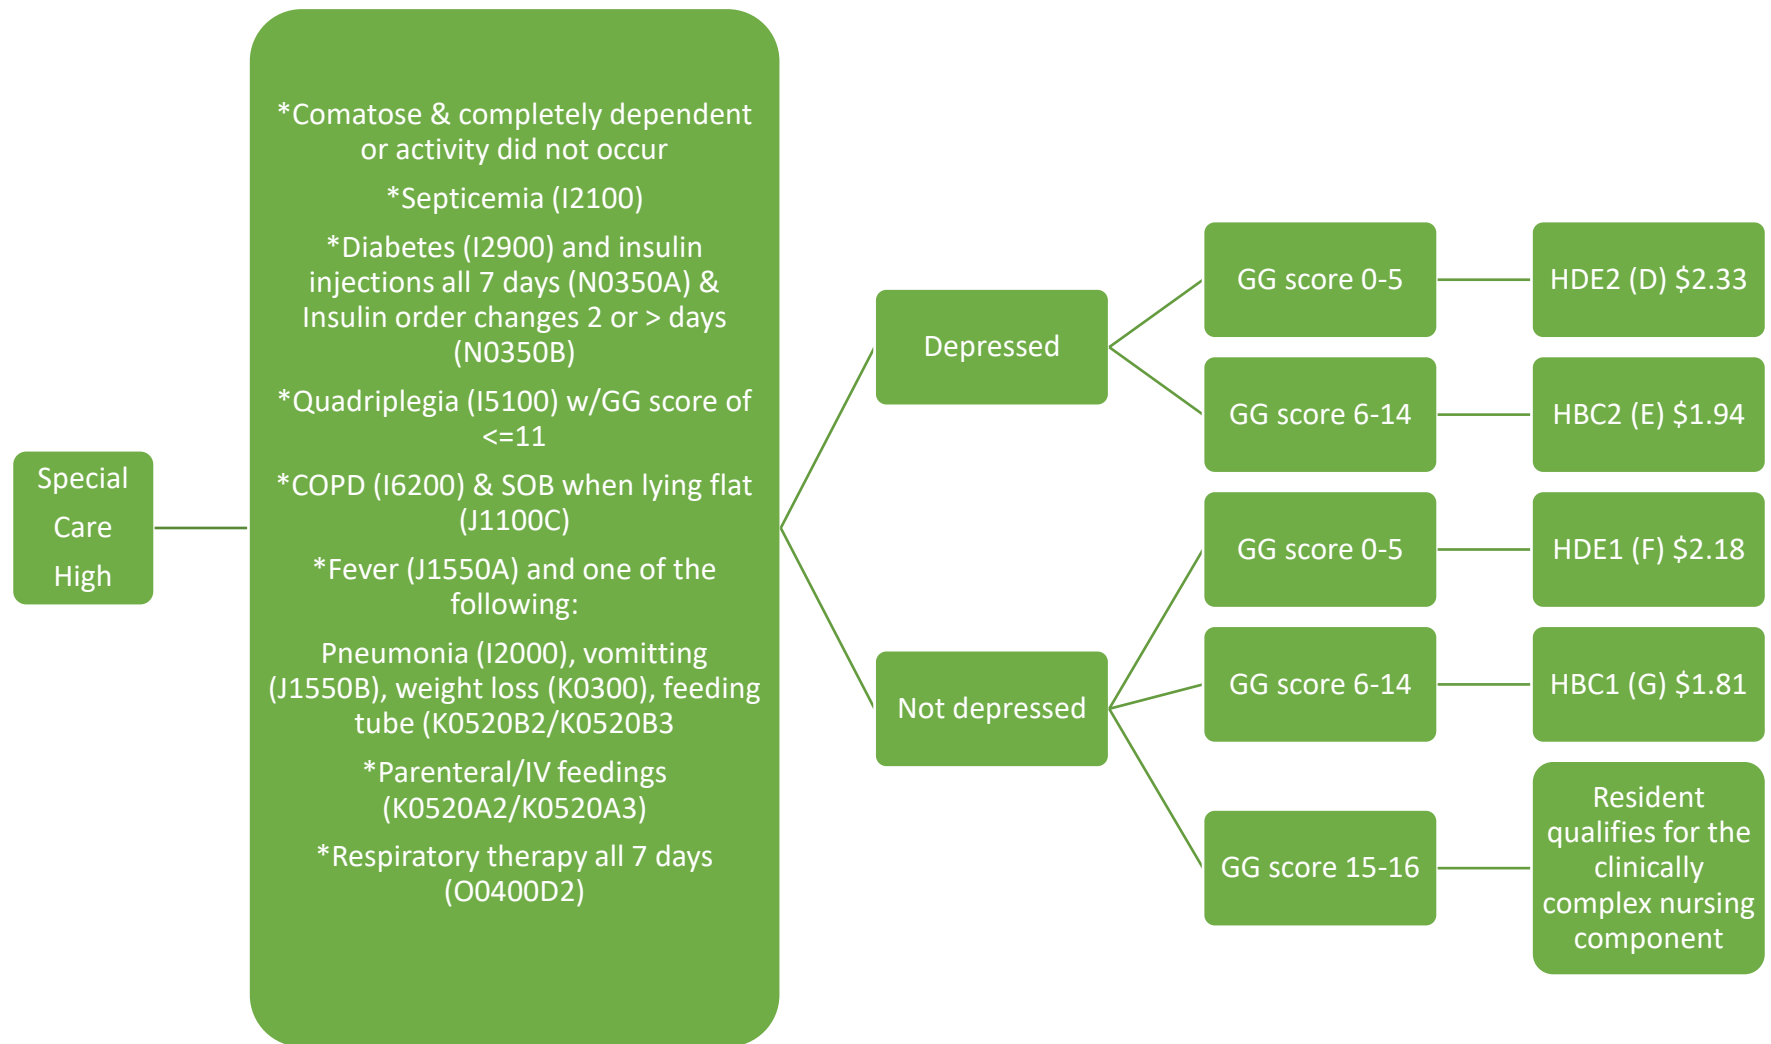 Special
Care
High
*Comatose & completely dependent
or activity did not occur
*Septicemia (I2100)
*Diabetes (I2900) and insulin
injections all 7 days (N0350A) &
Insulin order changes 2 or > days
(N0350B)
*Quadriplegia (I5100) w/GG score of
<=11
*COPD (I6200) & SOB when lying flat
(J1100C)
*Fever (J1550A) and one of the
following:
Pneumonia (I2000), vomitting
(J1550B), weight loss (K0300), feeding
tube (K0520B2/K0520B3
*Parenteral/IV feedings
(K0520A2/K0520A3)
*Respiratory therapy all 7 days
(O0400D2)
Depressed
GG score 0-5
HDE2 (D) $2.33
GG score 6-14
HBC2 (E) $1.94
Not depressed
GG score 0-5
HDE1 (F) $2.18
GG score 6-14
HBC1 (G) $1.81
GG score 15-16
Resident
qualifies for the
clinically
complex nursing
component